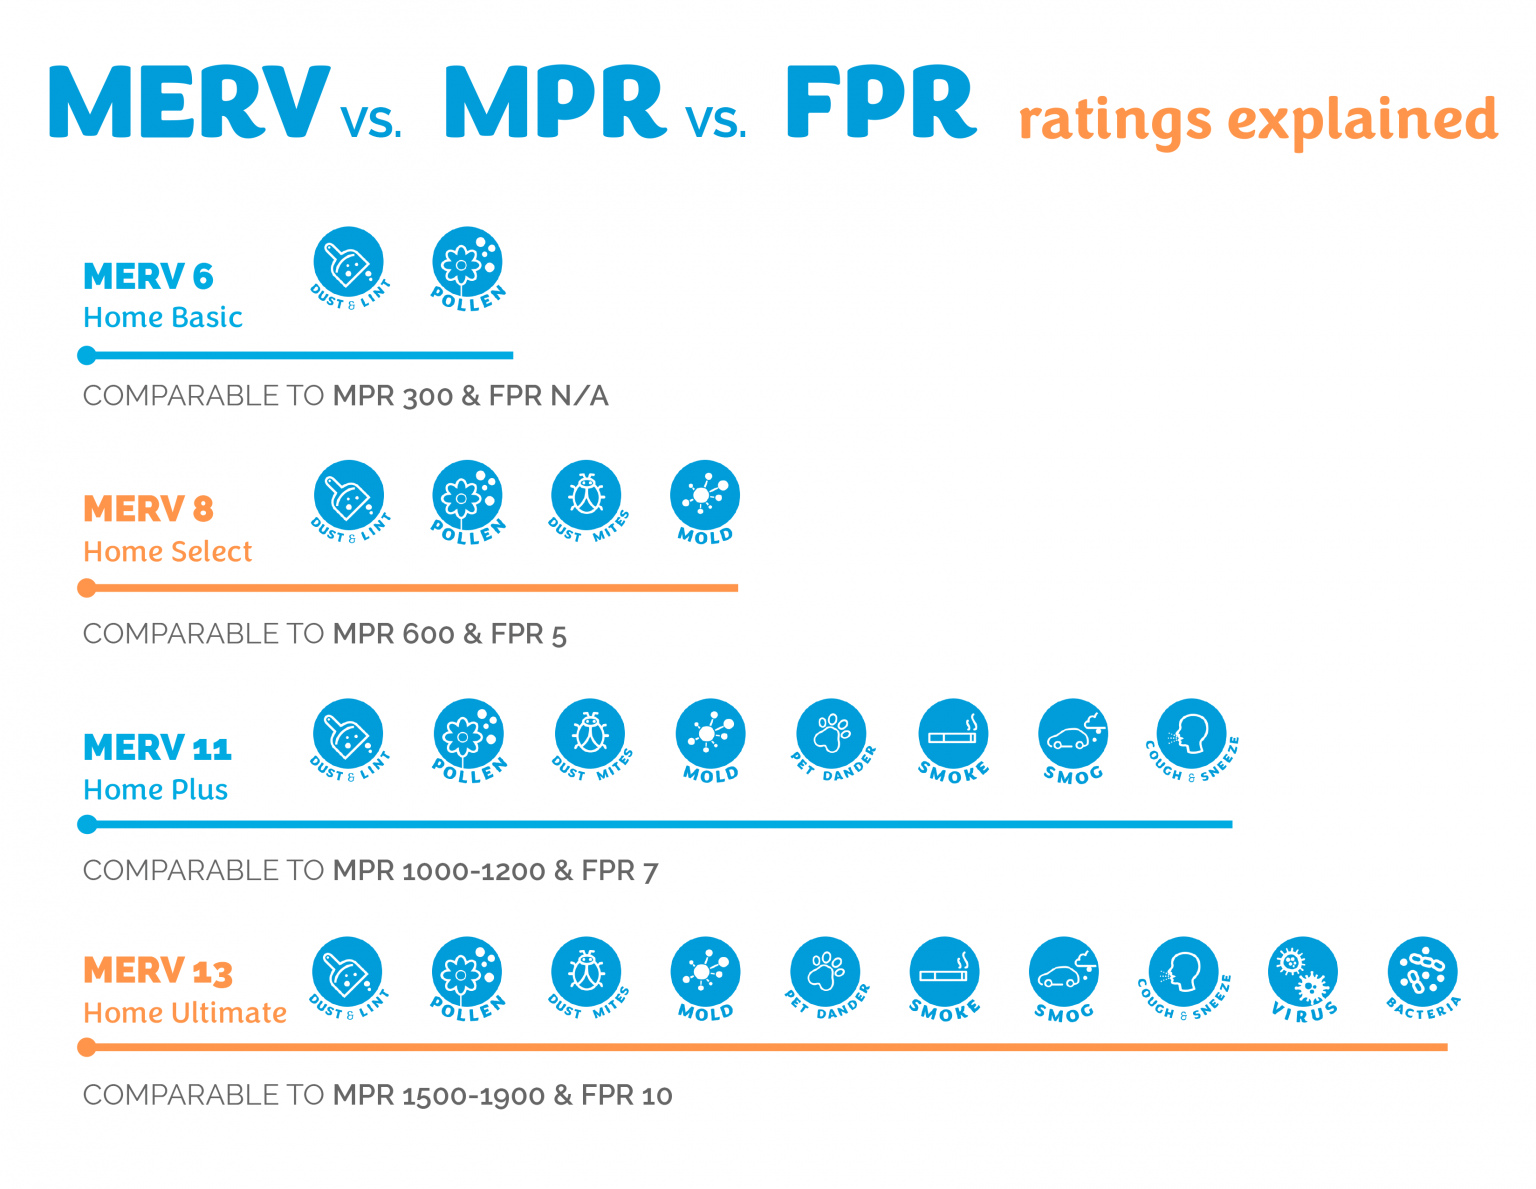 MERV vs. MPR vs. FPR ratings explained
MERV 6
Home Basic
DUST & LINT
POLLEN
COMPARABLE TO MPR 300 & FPR N/A
MERV 8
Home Select
DUST & LINT
POLLEN
DUST MITES
MOLD
COMPARABLE TO MPR 600 & FPR 5
MERV 11
Home Plus
DUST & LINT
POLLEN
DUST MITES
MOLD
PET DANDER
SMOKE
SMOG
COUGH & SNEEZE
COMPARABLE TO MPR 1000-1200 & FPR 7
MERV 13
Home Ultimate
DUST & LINT
POLLEN
DUST MITES
MOLD
PET DANDER
SMOKE
SMOG
COUGH & SNEEZE
VIRUS
BACTERIA
COMPARABLE TO MPR 1500-1900 & FPR 10